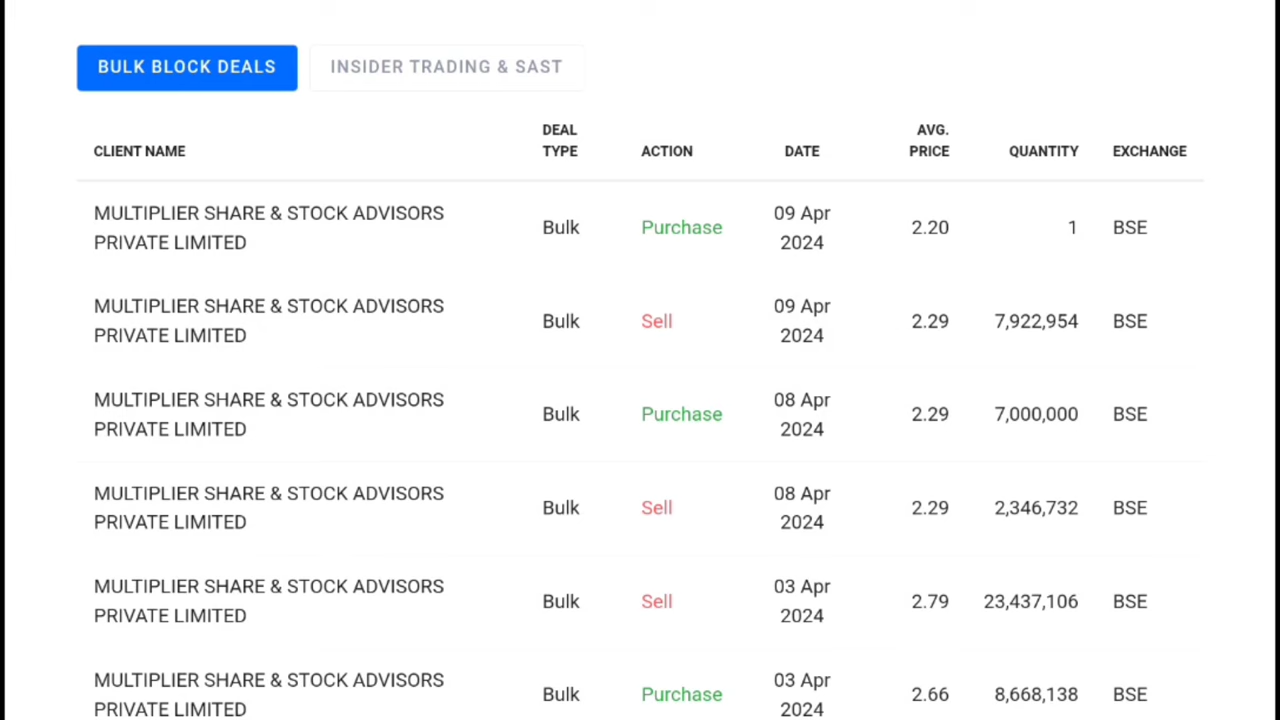 BULK BLOCK DEALS
INSIDER TRADING & SAST
CLIENT NAME DEAL TYPE ACTION DATE AVG. PRICE QUANTITY EXCHANGE
MULTIPLIER SHARE & STOCK ADVISORS PRIVATE LIMITED Bulk Purchase 09 Apr 2024 2.20 1 BSE
MULTIPLIER SHARE & STOCK ADVISORS PRIVATE LIMITED Bulk Sell 09 Apr 2024 2.29 7,922,954 BSE
MULTIPLIER SHARE & STOCK ADVISORS PRIVATE LIMITED Bulk Purchase 08 Apr 2024 2.29 7,000,000 BSE
MULTIPLIER SHARE & STOCK ADVISORS PRIVATE LIMITED Bulk Sell 08 Apr 2024 2.29 2,346,732 BSE
MULTIPLIER SHARE & STOCK ADVISORS PRIVATE LIMITED Bulk Sell 03 Apr 2024 2.79 23,437,106 BSE
MULTIPLIER SHARE & STOCK ADVISORS PRIVATE LIMITED Bulk Purchase 03 Apr 2024 2.66 8,668,138 BSE